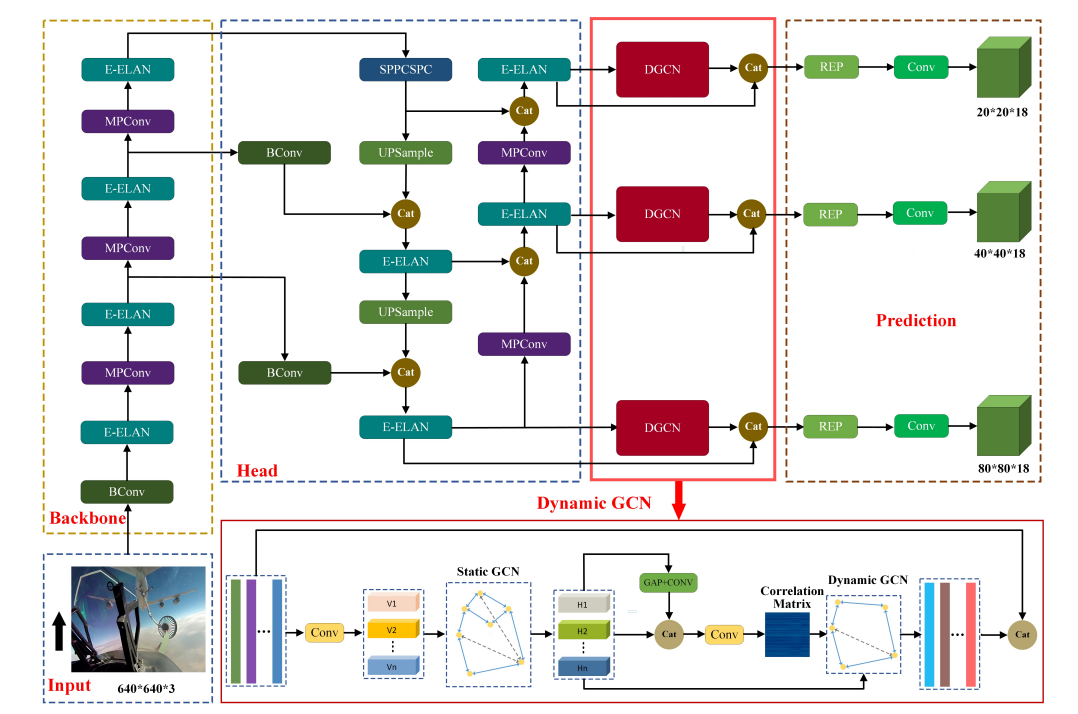 E-ELAN
MPConv
E-ELAN
MPConv
E-ELAN
MPConv
E-ELAN
BConv
Backbone
SPPCSPC
E-ELAN
Cat
BConv
UPSample
MPConv
Cat
E-ELAN
E-ELAN
Cat
UPSample
MPConv
BConv
Cat
E-ELAN
Head
DGCN
Cat
DGCN
Cat
DGCN
Cat
REP
Conv
20*20*18
REP
Conv
40*40*18
Prediction
REP
Conv
80*80*18
Dynamic GCN
Input
640*640*3
Conv
V1
V2
Vn
Static GCN
H1
H2
Hn
GAP+CONV
Cat
Conv
Correlation
Matrix
Dynamic GCN
Cat